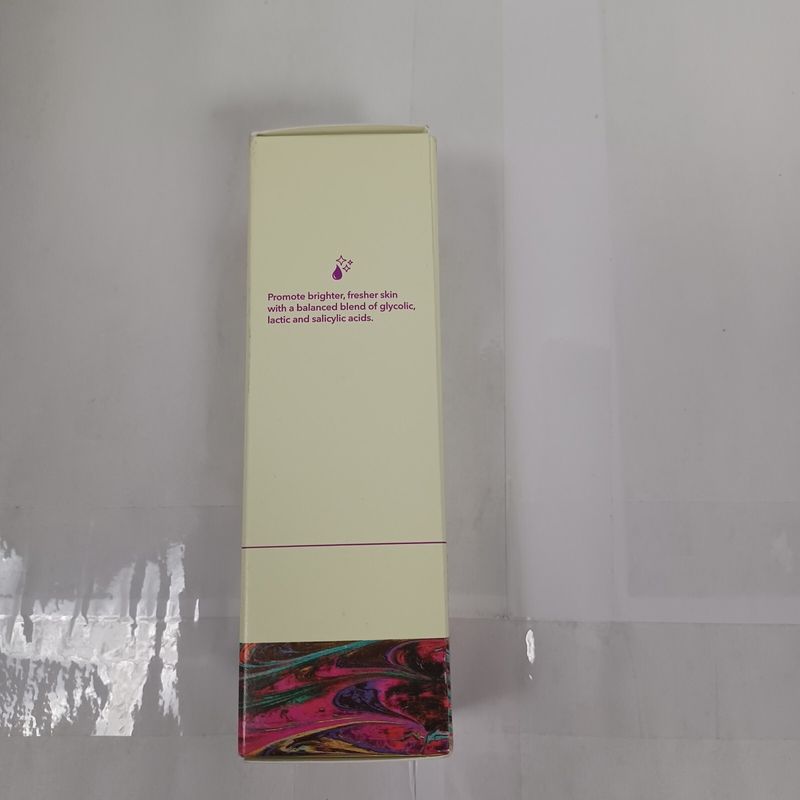 Promote brighter, fresher skin
with a balanced blend of glycolic,
lactic and salicylic acids.